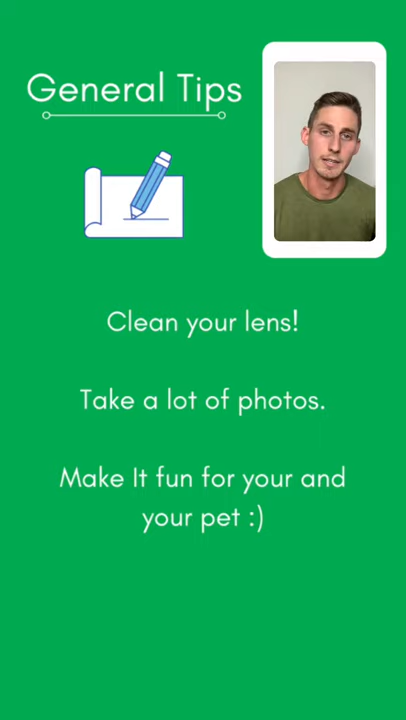 General Tips
Clean your lens!
Take a lot of photos.
Make It fun for your and
your pet :)